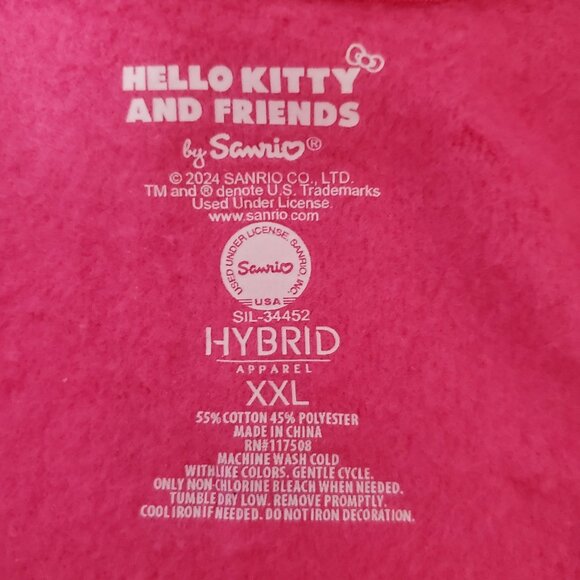 HELLO KITTY
AND FRIENDS
by Sanrio®
© 2024 SANRIO CO., LTD.
TM and ® denote U.S. Trademarks
Used Under License.
www.sanrio.com
USED UNDER LICENSE. SANRIO, INC.
Sanrio
USA
SIL-34452
HYBRID
APPAREL
XXL
55% COTTON 45% POLYESTER
MADE IN CHINA
RN#117508
MACHINE WASH COLD
WITH LIKE COLORS. GENTLE CYCLE.
ONLY NON-CHLORINE BLEACH WHEN NEEDED.
TUMBLE DRY LOW. REMOVE PROMPTLY.
COOL IRON IF NEEDED. DO NOT IRON DECORATION.